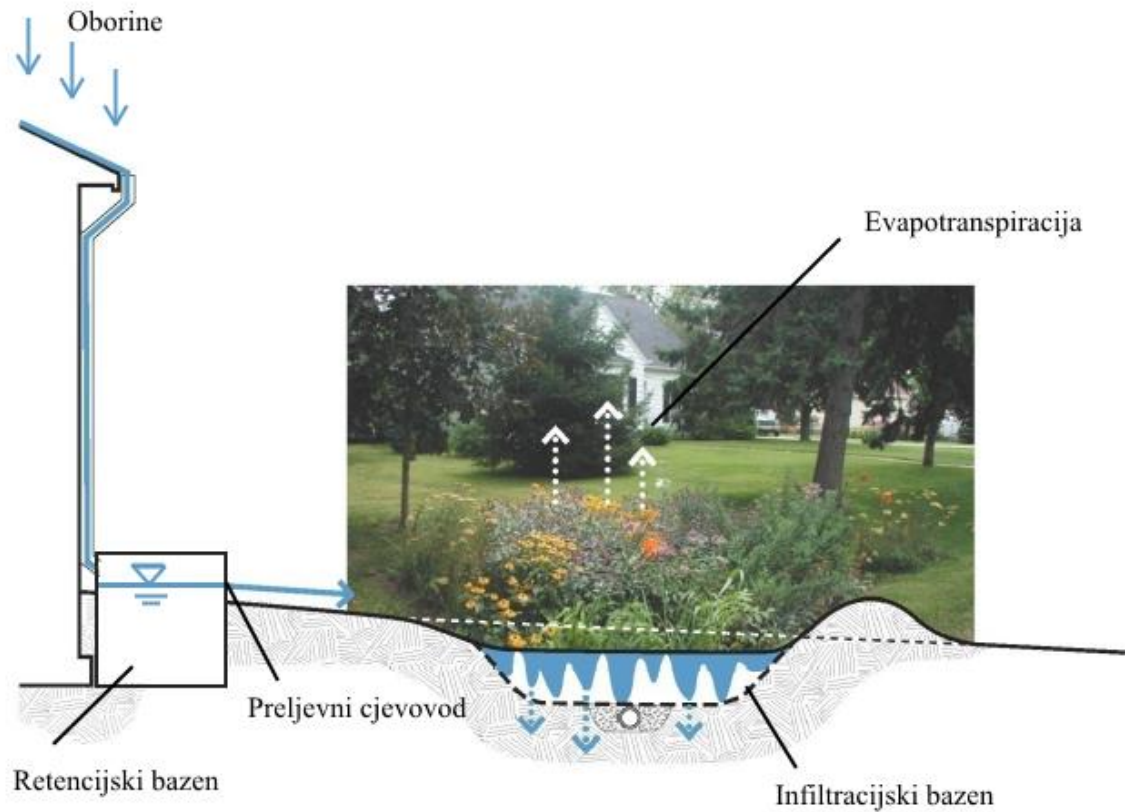 Oborine
Evapotranspiracija
Preljevni cjevovod
Retencijski bazen
Infiltracijski bazen